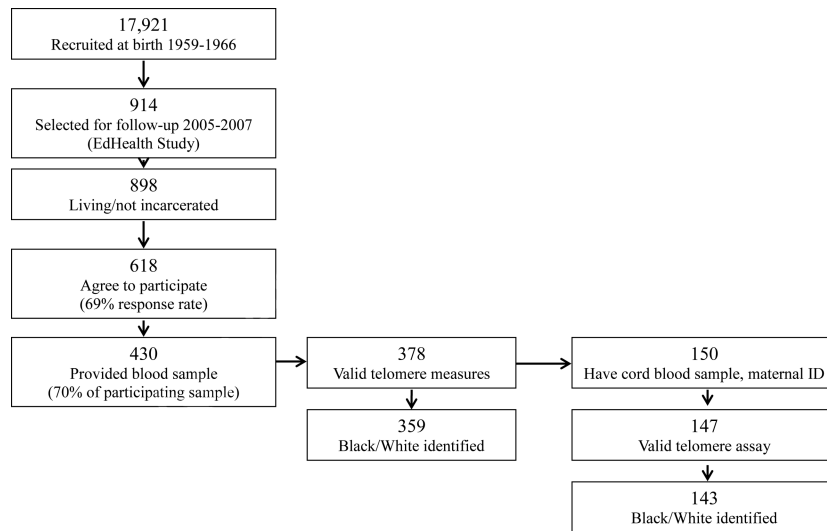 17,921
Recruited at birth 1959-1966
914
Selected for follow-up 2005-2007
(EdHealth Study)
898
Living/not incarcerated
618
Agree to participate
(69% response rate)
430
Provided blood sample
(70% of participating sample)
378
Valid telomere measures
359
Black/White identified
150
Have cord blood sample, maternal ID
147
Valid telomere assay
143
Black/White identified